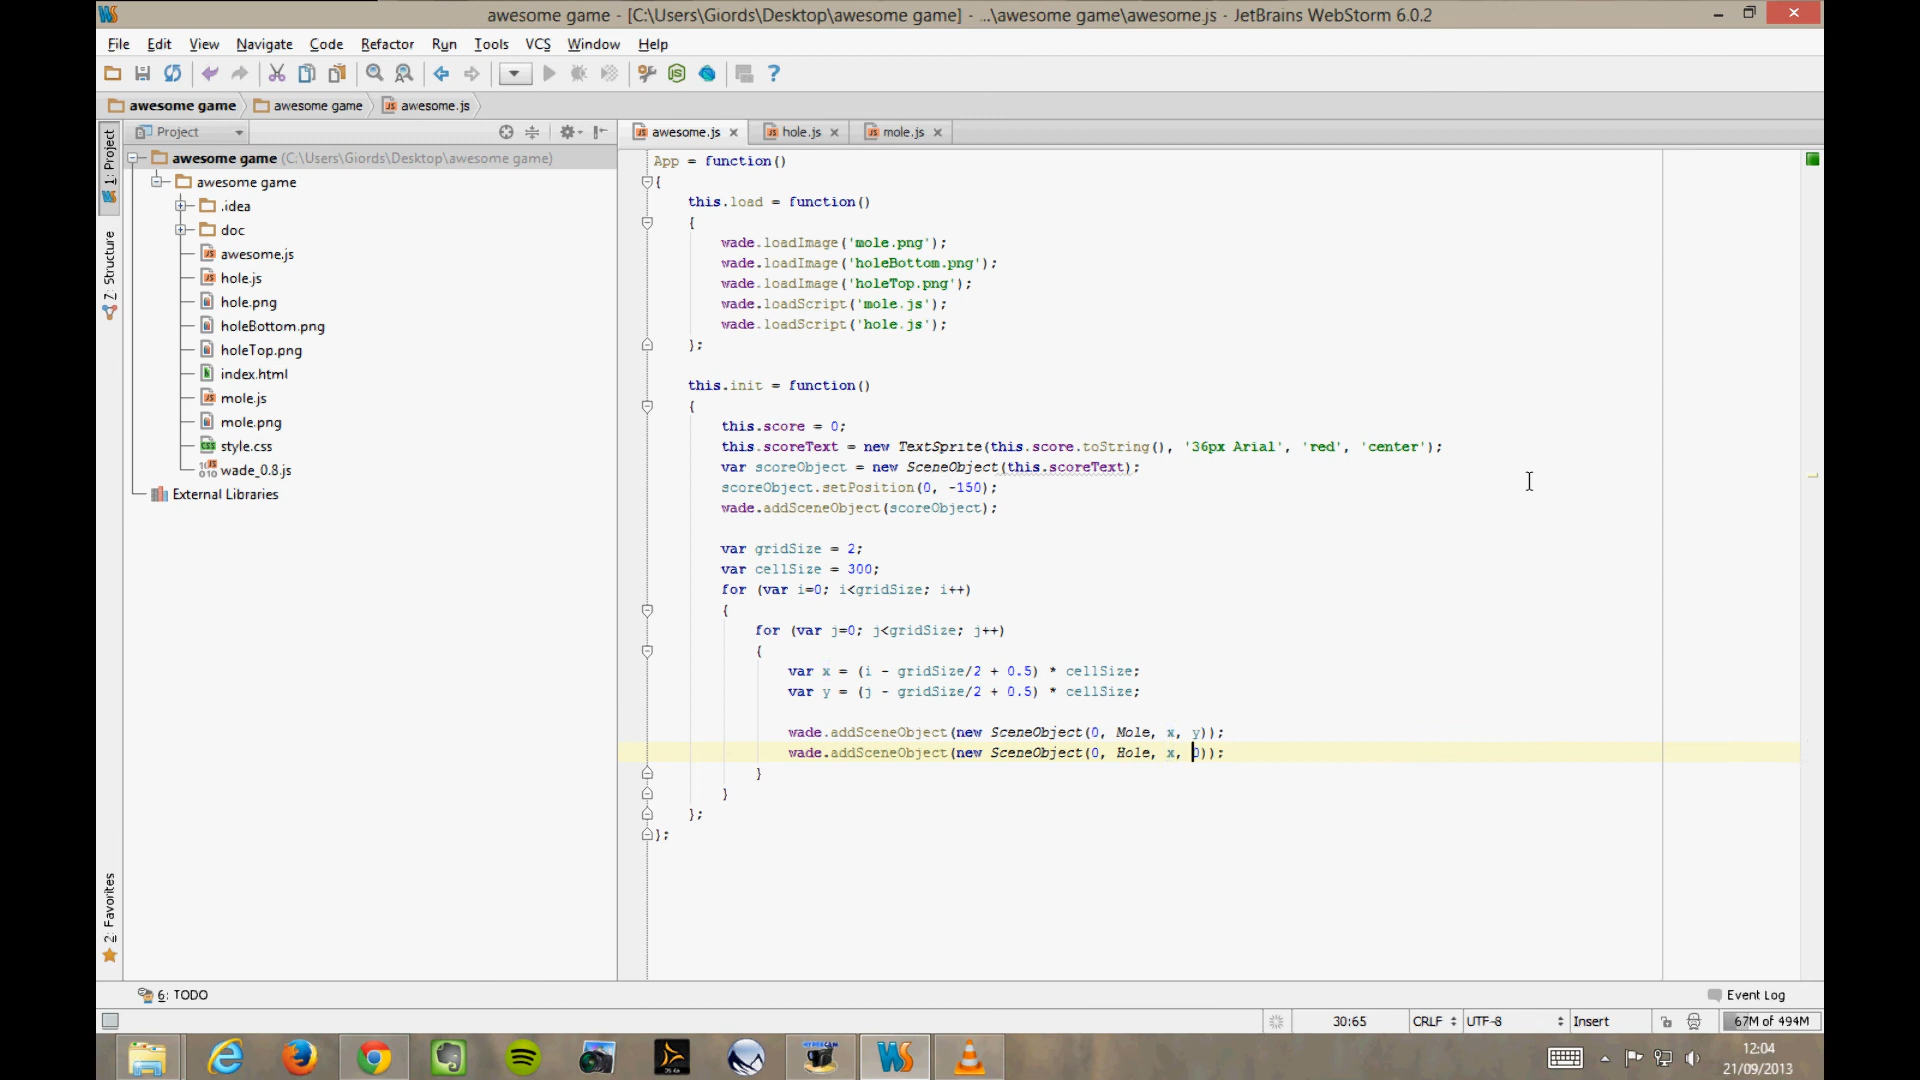 awesome game - [C:\Users\Giords\Desktop\awesome game] - ...\awesome game\awesome.js - JetBrains WebStorm 6.0.2
File Edit View Navigate Code Refactor Run Tools VCS Window Help
awesome game awesome game awesome.js
Project
awesome.js hole.js mole.js
1: Project
7: Structure
2: Favorites
awesome game (C:\Users\Giords\Desktop\awesome game)
awesome game
.idea
doc
awesome.js
hole.js
hole.png
holeBottom.png
holeTop.png
index.html
mole.js
mole.png
style.css
wade_0.8.js
External Libraries
App = function()
{
this.load = function()
{
wade.loadImage('mole.png');
wade.loadImage('holeBottom.png');
wade.loadImage('holeTop.png');
wade.loadScript('mole.js');
wade.loadScript('hole.js');
};
this.init = function()
{
this.score = 0;
this.scoreText = new TextSprite(this.score.toString(), '36px Arial', 'red', 'center');
var scoreObject = new SceneObject(this.scoreText);
scoreObject.setPosition(0, -150);
wade.addSceneObject(scoreObject);
var gridSize = 2;
var cellSize = 300;
for (var i=0; i<gridSize; i++)
{
for (var j=0; j<gridSize; j++)
{
var x = (i - gridSize/2 + 0.5) * cellSize;
var y = (j - gridSize/2 + 0.5) * cellSize;
wade.addSceneObject(new SceneObject(0, Mole, x, y));
wade.addSceneObject(new SceneObject(0, Hole, x, 0));
}
}
};
};
6: TODO
Event Log
30:65 CRLF UTF-8 Insert 67M of 494M
12:04
21/09/2013